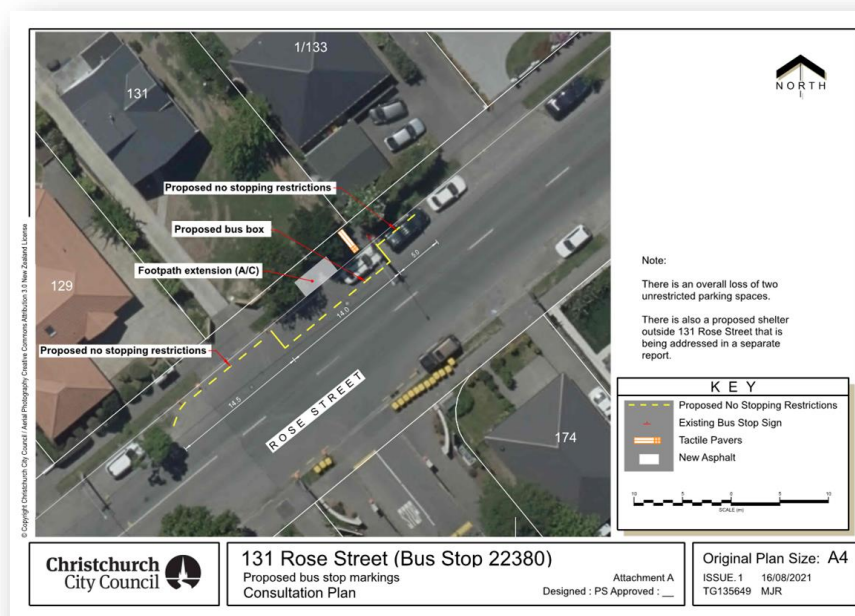 1/133
131
NORTH
Proposed no stopping restrictions
Proposed bus box
Footpath extension (A/C)
5.0
129
14.0
Proposed no stopping restrictions
14.5
ROSE STREET
174
Note:
There is an overall loss of two
unrestricted parking spaces.
There is also a proposed shelter
outside 131 Rose Street that is
being addressed in a separate
report.
KEY
Proposed No Stopping Restrictions
Existing Bus Stop Sign
Tactile Pavers
New Asphalt
10 5 0 5 10
SCALE (m)
© Copyright Christchurch City Council / Aerial Photography Creative Commons Attribution 3.0 New Zealand License
Christchurch
City Council
131 Rose Street (Bus Stop 22380)
Proposed bus stop markings
Consultation Plan
Attachment A
Designed : PS Approved : __
Original Plan Size: A4
ISSUE. 1 16/08/2021
TG135649 MJR